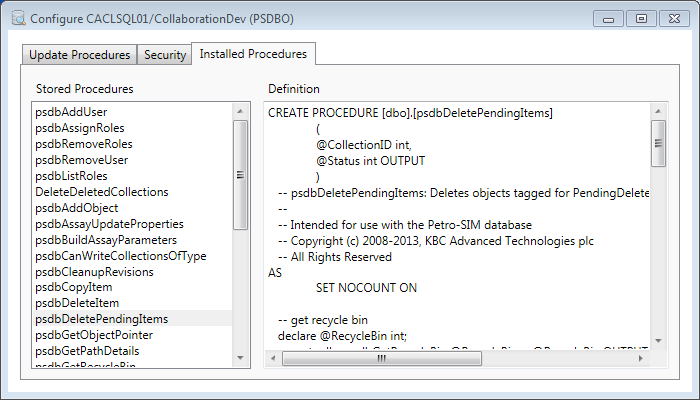 Configure CACLSQL01/CollaborationDev (PSDBO)
Update Procedures
Security
Installed Procedures
Stored Procedures
psdbAddUser
psdbAssignRoles
psdbRemoveRoles
psdbRemoveUser
psdbListRoles
DeleteDeletedCollections
psdbAddObject
psdbAssayUpdateProperties
psdbBuildAssayParameters
psdbCanWriteCollectionsOfType
psdbCleanupRevisions
psdbCopyItem
psdbDeleteItem
psdbDeletePendingItems
psdbGetObjectPointer
psdbGetPathDetails
psdbGetRecycleBin
Definition
CREATE PROCEDURE [dbo].[psdbDeletePendingItems]
(
@CollectionID int,
@Status int OUTPUT
)
-- psdbDeletePendingItems: Deletes objects tagged for PendingDelete
--
-- Intended for use with the Petro-SIM database
-- Copyright (c) 2008-2013, KBC Advanced Technologies plc
-- All Rights Reserved
AS
SET NOCOUNT ON
-- get recycle bin
declare @RecycleBin int;